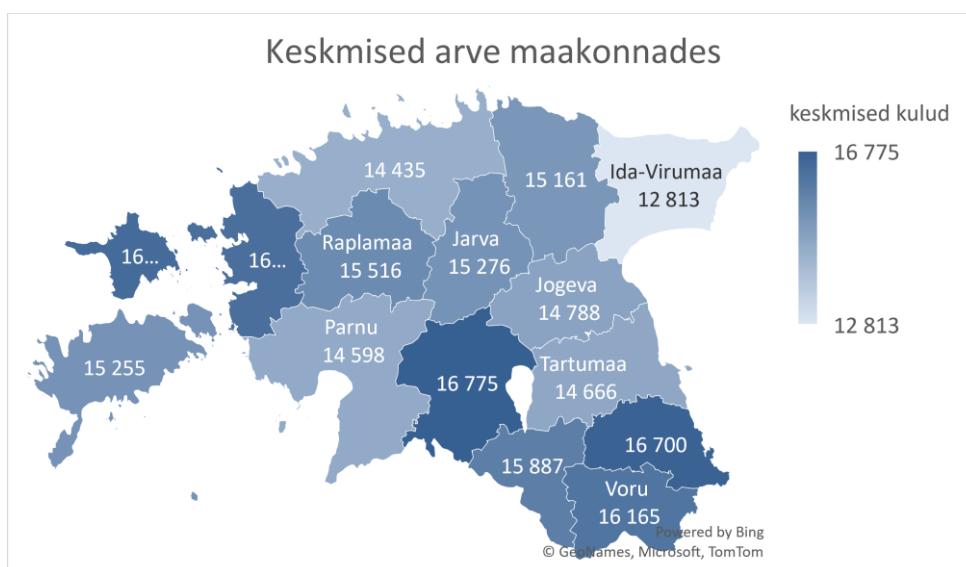 Keskmised arve maakonnades
keskmised kulud
16 775
12 813
14 435
15 161
Ida-Virumaa
12 813
16...
16...
Raplamaa
15 516
Jarva
15 276
Jogeva
14 788
Parnu
14 598
15 255
16 775
Tartumaa
14 666
16 700
15 887
Voru
16 165
Powered by Bing
© GeoNames, Microsoft, TomTom